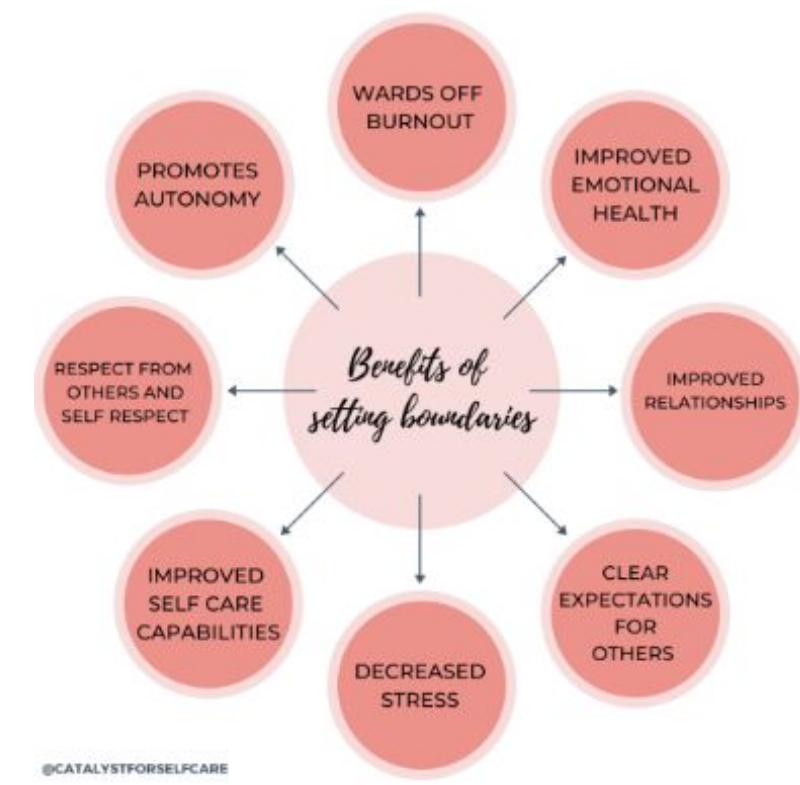 Benefits of
setting boundaries
WARDS OFF
BURNOUT
IMPROVED
EMOTIONAL
HEALTH
IMPROVED
RELATIONSHIPS
CLEAR
EXPECTATIONS
FOR
OTHERS
DECREASED
STRESS
IMPROVED
SELF CARE
CAPABILITIES
RESPECT FROM
OTHERS AND
SELF RESPECT
PROMOTES
AUTONOMY
@CATALYSTFORSELFCARE